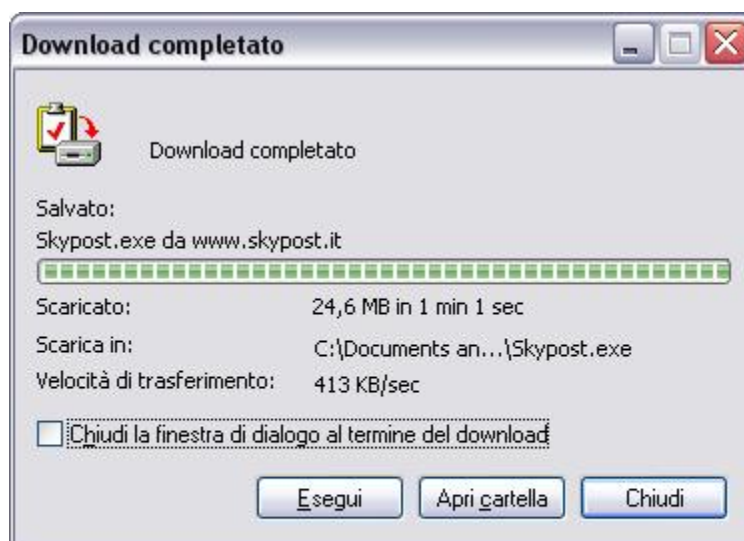 Download completato
Download completato
Salvato:
Skypost.exe da www.skypost.it
Scaricato: 24,6 MB in 1 min 1 sec
Scarica in: C:\Documents an...\Skypost.exe
Velocità di trasferimento: 413 KB/sec
Chiudi la finestra di dialogo al termine del download
Esegui Apri cartella Chiudi